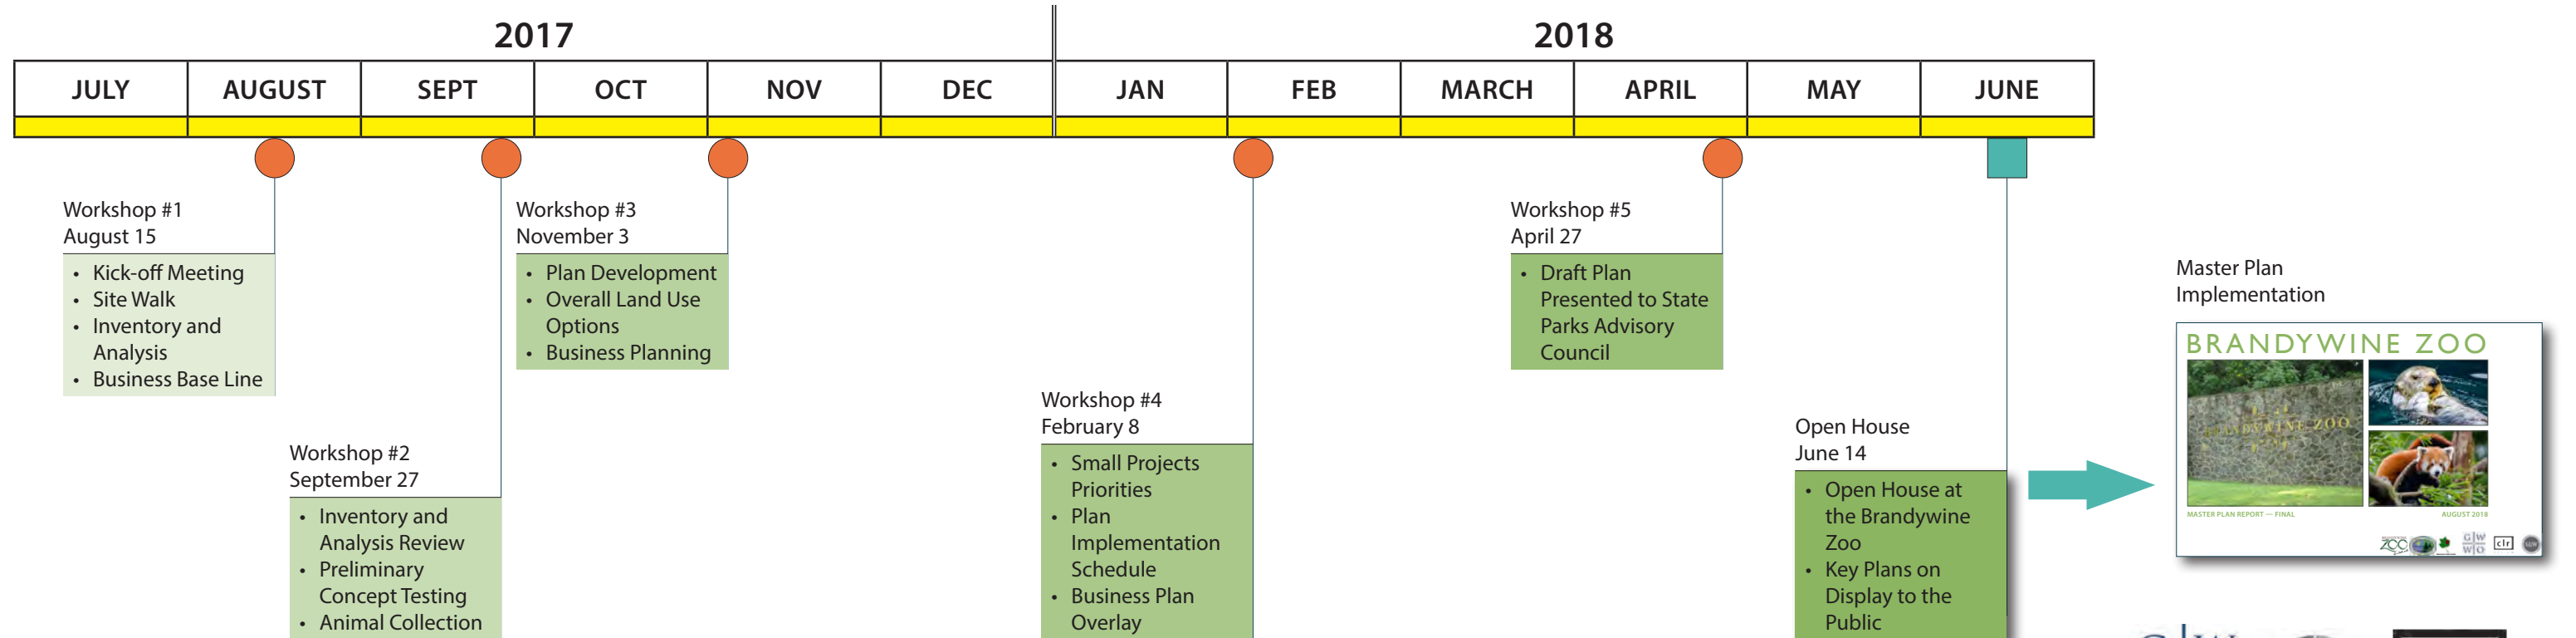 2017
2018
JULY
AUGUST
SEPT
OCT
NOV
DEC
JAN
FEB
MARCH
APRIL
MAY
JUNE
Workshop #1
August 15
• Kick-off Meeting
• Site Walk
• Inventory and
Analysis
• Business Base Line
Workshop #2
September 27
• Inventory and
Analysis Review
• Preliminary
Concept Testing
• Animal Collection
Workshop #3
November 3
• Plan Development
• Overall Land Use
Options
• Business Planning
Workshop #4
February 8
• Small Projects
Priorities
• Plan
Implementation
Schedule
• Business Plan
Overlay
Workshop #5
April 27
• Draft Plan
Presented to State
Parks Advisory
Council
Open House
June 14
• Open House at
the Brandywine
Zoo
• Key Plans on
Display to the
Public
Master Plan
Implementation
BRANDYWINE ZOO
BRANDYWINE ZOO
MASTER PLAN REPORT — FINAL
AUGUST 2018
ZOO
G W
W O
clr